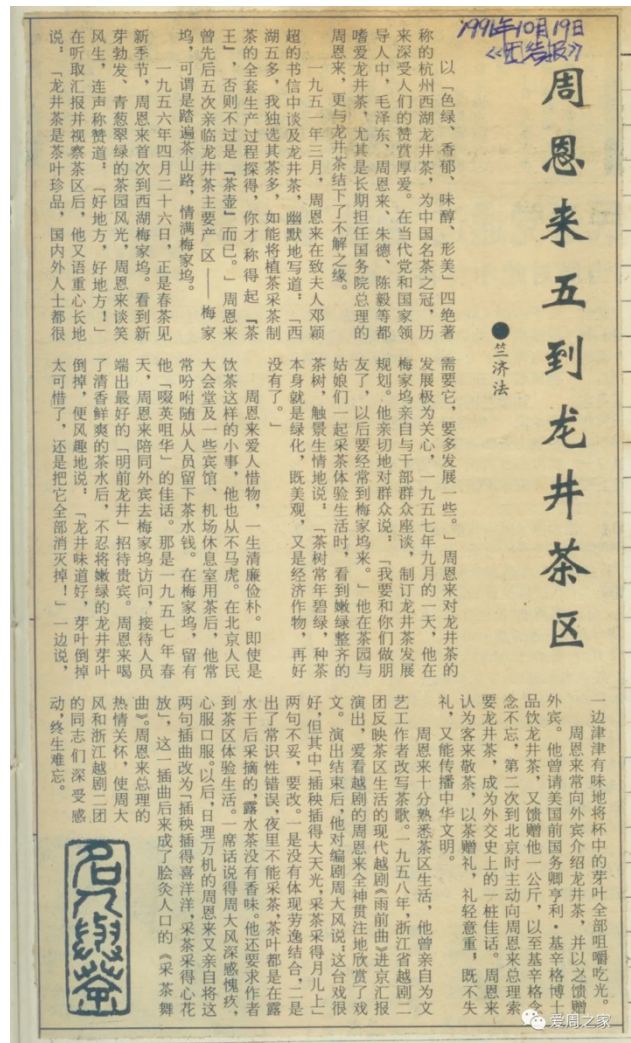 1991年10月19日
《团结报》
周恩来五到龙井茶区
●竺济法
以「色绿、香郁、味醇、形美」四绝著
称的杭州西湖龙井茶，为中国名茶之冠，历
来深受人们的赞赏厚爱。在当代党和国家领
导人中，毛泽东、周恩来、朱德、陈毅等都
嗜爱龙井茶，尤其是长期担任国务院总理的
周恩来，更与龙井茶结下了不解之缘。
一九五一年三月，周恩来在致夫人邓颖
超的书信中谈及龙井茶，幽默地写道：「西
湖五多，我独选其茶多，如能将植茶采茶制
茶的全套生产过程探得，你才称得起『茶
王』，否则不过是『茶壶』而已。」周恩来
曾先后五次亲临龙井茶主要产区——梅家
坞，可谓是踏遍茶山路，情满梅家坞。
一九五六年四月二十六日，正是春茶见
新季节，周恩来首次到西湖梅家坞。看到新
芽勃发、青葱翠绿的茶园风光，周恩来谈笑
风生，连声称赞道，「好地方，好地方！」
在听取汇报并视察茶区后，他又语重心长地
说：「龙井茶是茶叶珍品，国内外人士都很
需要它，要多发展一些。」周恩来对龙井茶的
发展极为关心，一九五七年九月的一天，他在
梅家坞亲自与干部群众座谈，制订龙井茶发展
规划。他亲切地对群众说，「我要和你们做朋
友了，以后要经常到梅家坞来。」他在茶园与
姑娘们一起采茶体验生活时，看到嫩绿整齐的
茶树，触景生情地说，「茶树常年碧绿，种茶
本身就是绿化，既美观，又是经济作物，再好
没有了。」
周恩来爱人惜物，一生清廉俭朴。即使是
饮茶这样的小事，他也从不马虎。在北京人民
大会堂及一些宾馆、机场休息室用茶后，他常
常吩咐随从人员留下茶水钱。在梅家坞，留有
他「啜英咀华」的佳话。那是一九五七年春
天，周恩来陪同外宾去梅家坞访问，接待人员
端出最好的「明前龙井」招待贵宾。周恩来喝
了清香鲜爽的茶水后，不忍将嫩绿的龙井芽叶
倒掉，便风趣地说，「龙井味道好，芽叶倒掉
太可惜了，还是把它全部消灭掉！」一边说，
一边津津有味地将杯中的芽叶全部咀嚼吃光。
周恩来常向外宾介绍龙井茶，并以之馈赠
外宾。他曾请美国前国务卿亨利·基辛格博士
品饮龙井茶，又馈赠他一公斤，以至基辛格念
念不忘，第二次到北京时主动向周恩来总理索
要龙井茶，成为外交史上的一桩佳话。周恩来
认为客来敬茶，以茶赠礼，礼轻意重，既不失
礼，又能传播中华文明。
周恩来十分熟悉茶区生活，他曾亲自为文
艺工作者改写茶歌。一九五八年，浙江省越剧二
团反映茶区生活的现代越剧《雨前曲》进京汇报
演出，爱看越剧的周恩来全神贯注地欣赏了戏
文。演出结束后，他对编剧周大风说：这台戏很
好，但其中「插秧插得大天光，采茶采得月儿上」
两句不妥，要改。一是没有体现劳逸结合，二是
出了常识性错误，夜里不能采茶，茶叶都是在露
水干后采摘的，露水茶没有香味。他还要求作者
到茶区体验生活。一席话说得周大风深感愧疚，
心服口服。以后，日理万机的周恩来又亲自将这
两句插曲改为「插秧插得喜洋洋，采茶采得心花
放」，这一插曲后来成了脍炙人口的《采茶舞
曲》。周恩来总理的
热情关怀，使周大
风和浙江越剧二团
的同志们深受感
动，终生难忘。
名人与茶
爱周之家